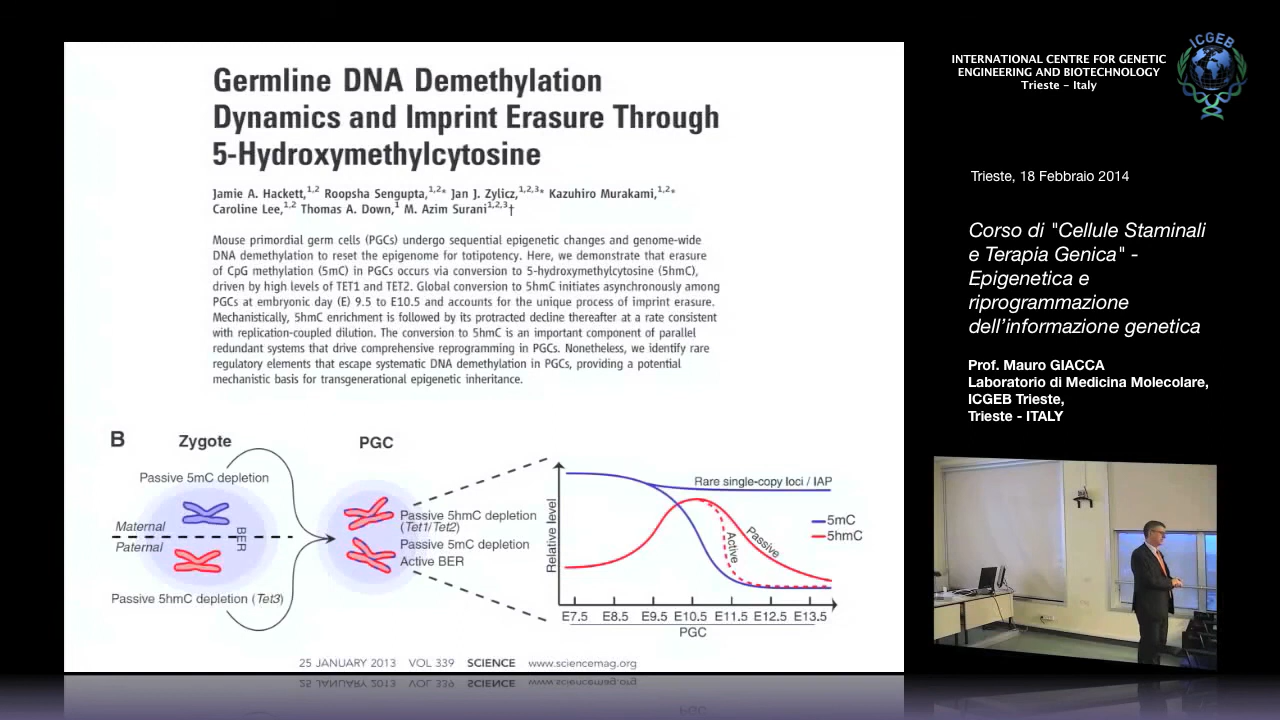 Germline DNA Demethylation
Dynamics and Imprint Erasure Through
5-Hydroxymethylcytosine
Jamie A. Hackett,1,2 Roopsha Sengupta,1,2* Jan J. Zylicz,1,2,3* Kazuhiro Murakami,1,2*
Caroline Lee,1,2 Thomas A. Down,1 M. Azim Surani1,2,3†
Mouse primordial germ cells (PGCs) undergo sequential epigenetic changes and genome-wide
DNA demethylation to reset the epigenome for totipotency. Here, we demonstrate that erasure
of CpG methylation (5mC) in PGCs occurs via conversion to 5-hydroxymethylcytosine (5hmC),
driven by high levels of TET1 and TET2. Global conversion to 5hmC initiates asynchronously among
PGCs at embryonic day (E) 9.5 to E10.5 and accounts for the unique process of imprint erasure.
Mechanistically, 5hmC enrichment is followed by its protracted decline thereafter at a rate consistent
with replication-coupled dilution. The conversion to 5hmC is an important component of parallel
redundant systems that drive comprehensive reprogramming in PGCs. Nonetheless, we identify rare
regulatory elements that escape systematic DNA demethylation in PGCs, providing a potential
mechanistic basis for transgenerational epigenetic inheritance.
B
Zygote
PGC
Passive 5mC depletion
Maternal
Paternal
BER
Passive 5hmC depletion (Tet3)
Passive 5hmC depletion
(Tet1/Tet2)
Passive 5mC depletion
Active BER
Relative level
Rare single-copy loci / IAP
5mC
5hmC
Active
Passive
E7.5 E8.5 E9.5 E10.5 E11.5 E12.5 E13.5
PGC
25 JANUARY 2013 VOL 339 SCIENCE www.sciencemag.org
INTERNATIONAL CENTRE FOR GENETIC
ENGINEERING AND BIOTECHNOLOGY
Trieste - Italy
ICGEB
Trieste, 18 Febbraio 2014
Corso di "Cellule Staminali
e Terapia Genica" -
Epigenetica e
riprogrammazione
dell'informazione genetica
Prof. Mauro GIACCA
Laboratorio di Medicina Molecolare,
ICGEB Trieste,
Trieste - ITALY